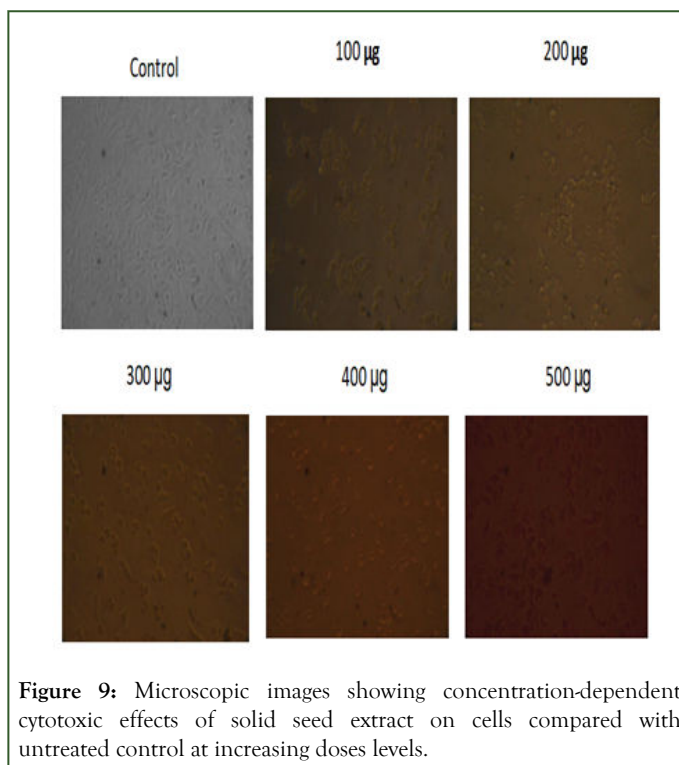 Control
100 µg
200 µg
300 µg
400 µg
500 µg
Figure 9: Microscopic images showing concentration-dependent
cytotoxic effects of solid seed extract on cells compared with
untreated control at increasing doses levels.